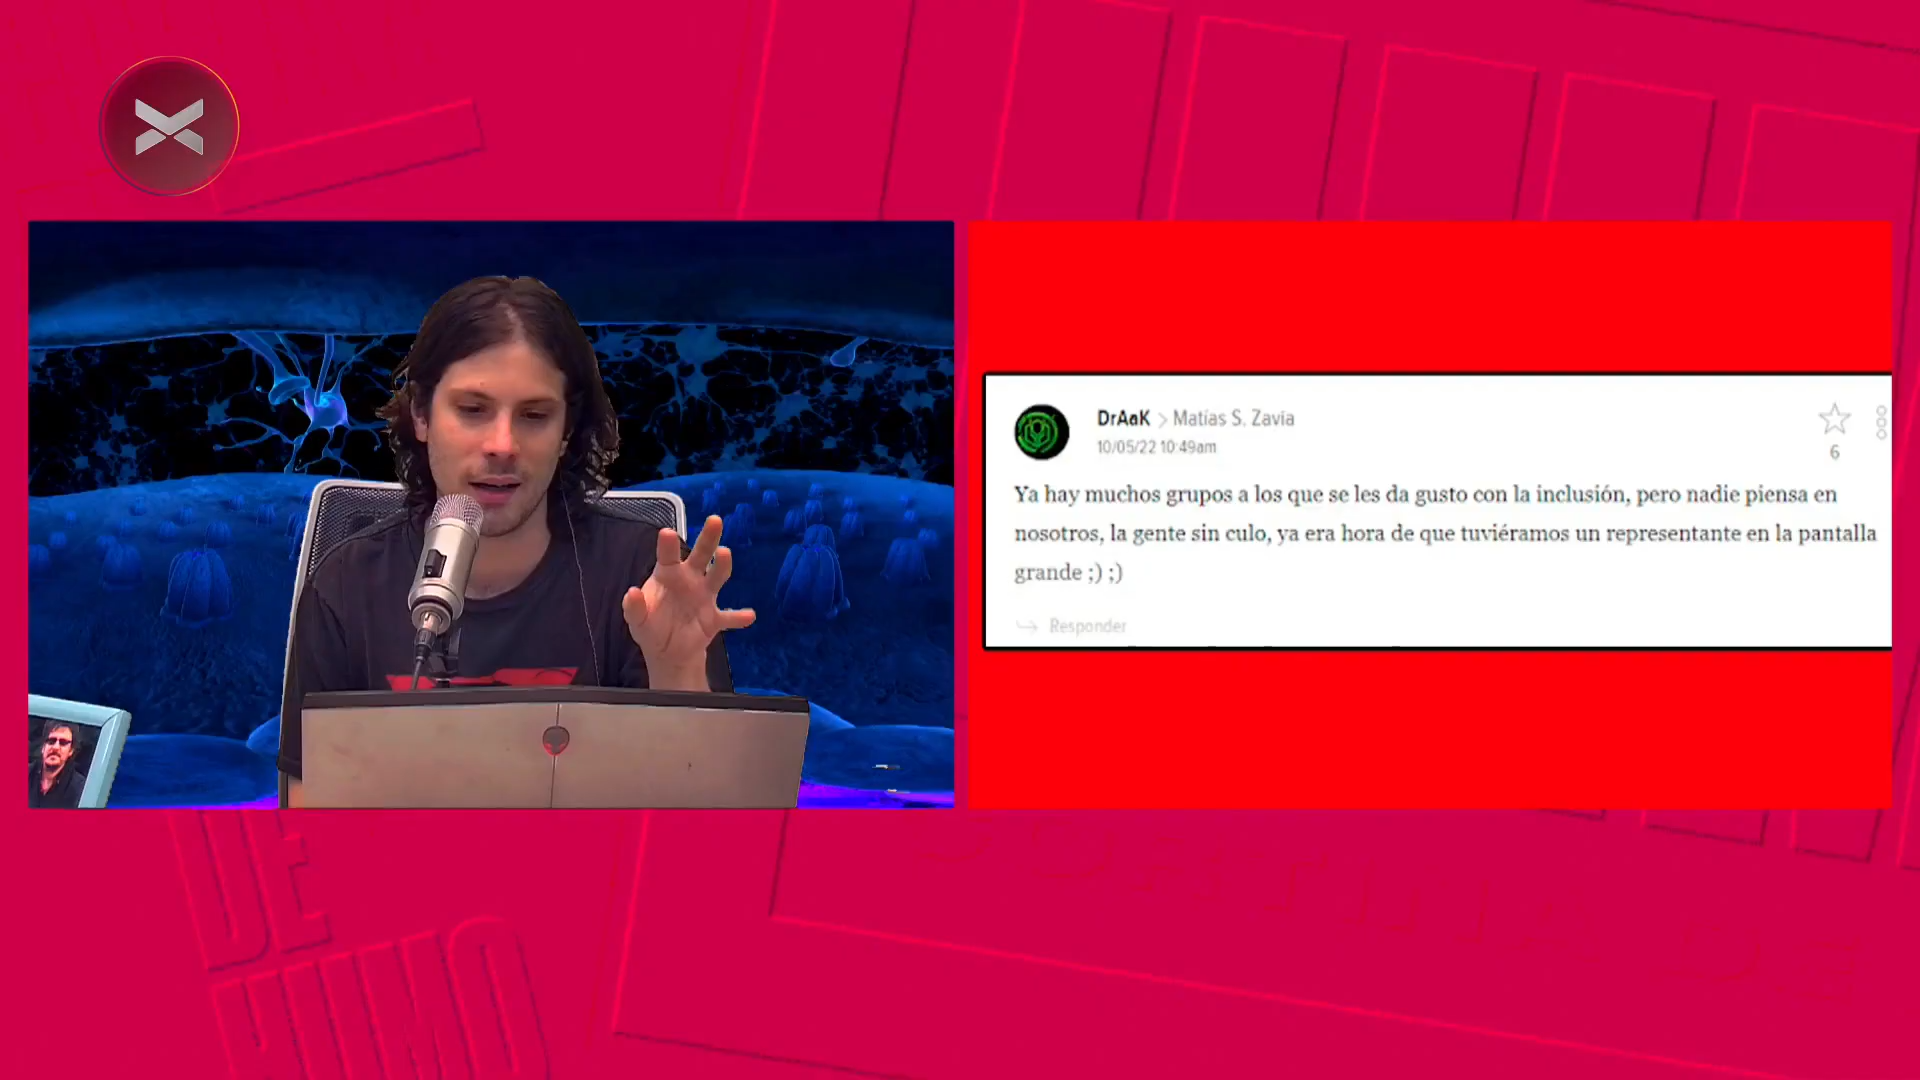 DrAaK > Matías S. Zavia
10/05/22 10:49am
6
Ya hay muchos grupos a los que se les da gusto con la inclusión, pero nadie piensa en
nosotros, la gente sin culo, ya era hora de que tuviéramos un representante en la pantalla
grande ;) ;)
Responder
DE
HUMO